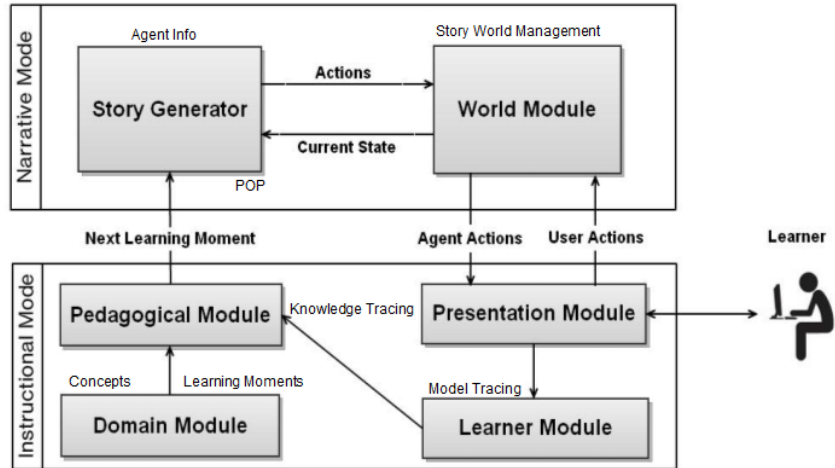 Narrative Mode
Agent Info
Story World Management
Story Generator
Actions
World Module
Current State
POP
Next Learning Moment
Agent Actions
User Actions
Learner
Instructional Mode
Pedagogical Module
Knowledge Tracing
Presentation Module
Concepts
Learning Moments
Model Tracing
Domain Module
Learner Module